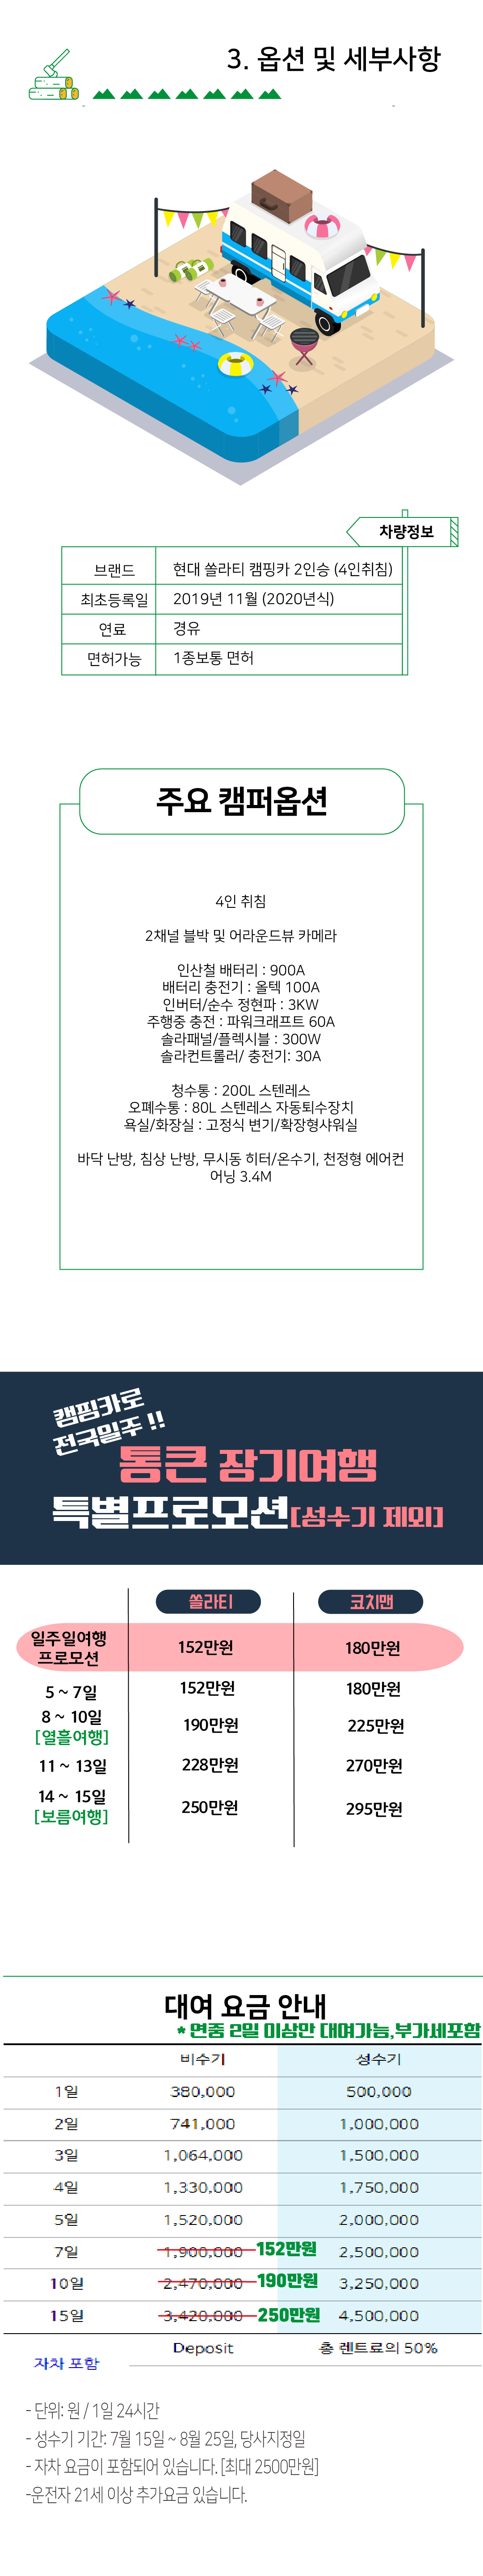 3. 옵션 및 세부사항
차량정보
브랜드 현대 쏠라티 캠핑카 2인승 (4인취침)
최초등록일 2019년 11월 (2020년식)
연료 경유
면허가능 1종보통 면허
주요 캠퍼옵션
4인 취침
2채널 블박 및 어라운드뷰 카메라
인산철 배터리 : 900A
배터리 충전기 : 올텍 100A
인버터/순수 정현파 : 3KW
주행중 충전 : 파워크래프트 60A
솔라패널/플렉시블 : 300W
솔라컨트롤러/ 충전기: 30A
청수통 : 200L 스텐레스
오폐수통 : 80L 스텐레스 자동퇴수장치
욕실/화장실 : 고정식 변기/확장형샤워실
바닥 난방, 침상 난방, 무시동 히터/온수기, 천정형 에어컨
어닝 3.4M
캠핑카로
전국일주 !!
통큰 장기여행
특별프로모션[성수기 제외]
쏠라티 코치맨
일주일여행
프로모션 152만원 180만원
5 ~ 7일 152만원 180만원
8 ~ 10일
[열흘여행] 190만원 225만원
11 ~ 13일 228만원 270만원
14 ~ 15일
[보름여행] 250만원 295만원
대여 요금 안내
* 연중 2일 이상만 대여가능,부가세포함
비수기 성수기
1일 380,000 500,000
2일 741,000 1,000,000
3일 1,064,000 1,500,000
4일 1,330,000 1,750,000
5일 1,520,000 2,000,000
7일 1,900,000 152만원 2,500,000
10일 2,470,000 190만원 3,250,000
15일 3,420,000 250만원 4,500,000
Deposit 총 렌트료의 50%
자차 포함
- 단위: 원 / 1일 24시간
- 성수기 기간: 7월 15일 ~ 8월 25일, 당사지정일
- 자차 요금이 포함되어 있습니다. [최대 2500만원]
-운전자 21세 이상 추가요금 있습니다.